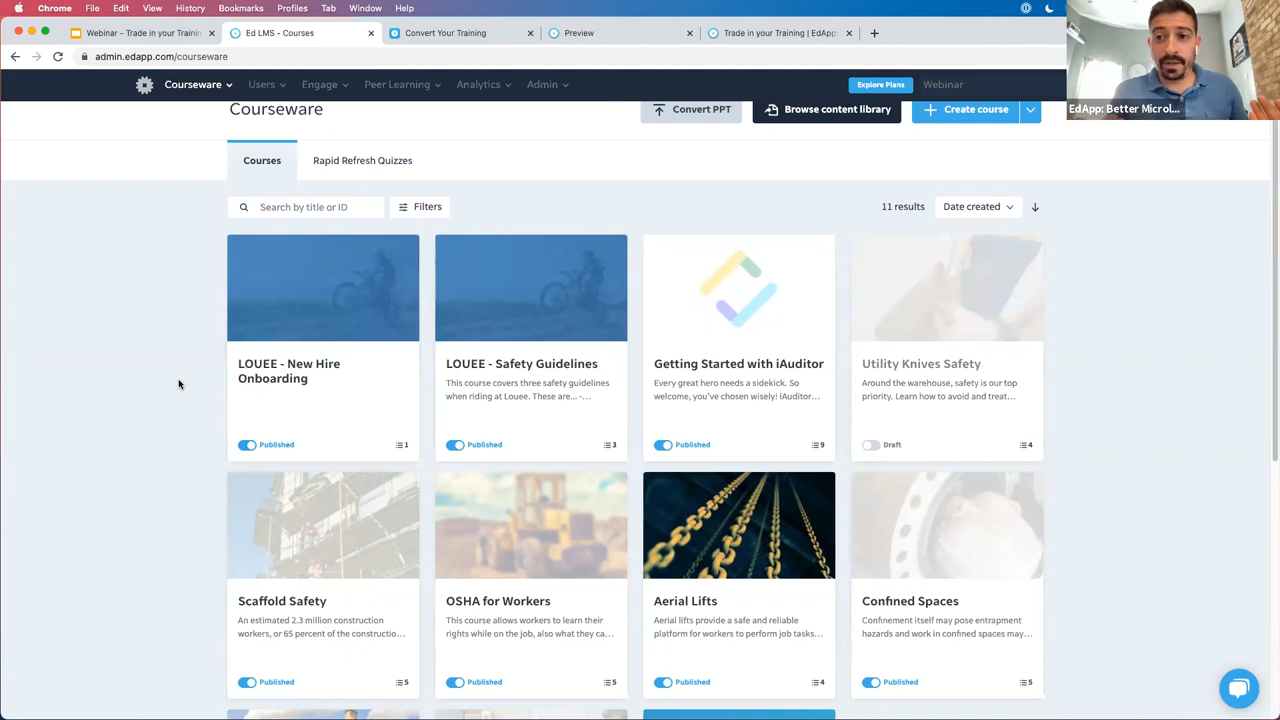 Chrome File Edit View History Bookmarks Profiles Tab Window Help
Webinar - Trade in your Trainin
Ed LMS - Courses
Convert Your Training
Preview
Trade in your Training | EdApp:
admin.edapp.com/courseware
Courseware Users Engage Peer Learning Analytics Admin Explore Plans Webinar
EdApp: Better Microl...
Courseware
Convert PPT
Browse content library
Create course
Courses
Rapid Refresh Quizzes
Search by title or ID
Filters
11 results
Date created
LOUEE - New Hire
Onboarding
Published
1
LOUEE - Safety Guidelines
This course covers three safety guidelines
when riding at Louee. These are... -...
Published
3
Getting Started with iAuditor
Every great hero needs a sidekick. So
welcome, you've chosen wisely! iAuditor...
Published
9
Utility Knives Safety
Around the warehouse, safety is our top
priority. Learn how to avoid and treat...
Draft
4
Scaffold Safety
An estimated 2.3 million construction
workers, or 65 percent of the constructio...
Published
5
OSHA for Workers
This course allows workers to learn their
rights while on the job, also what they ca...
Published
5
Aerial Lifts
Aerial lifts provide a safe and reliable
platform for workers to perform job tasks...
Published
4
Confined Spaces
Confinement itself may pose entrapment
hazards and work in confined spaces may...
Published
5